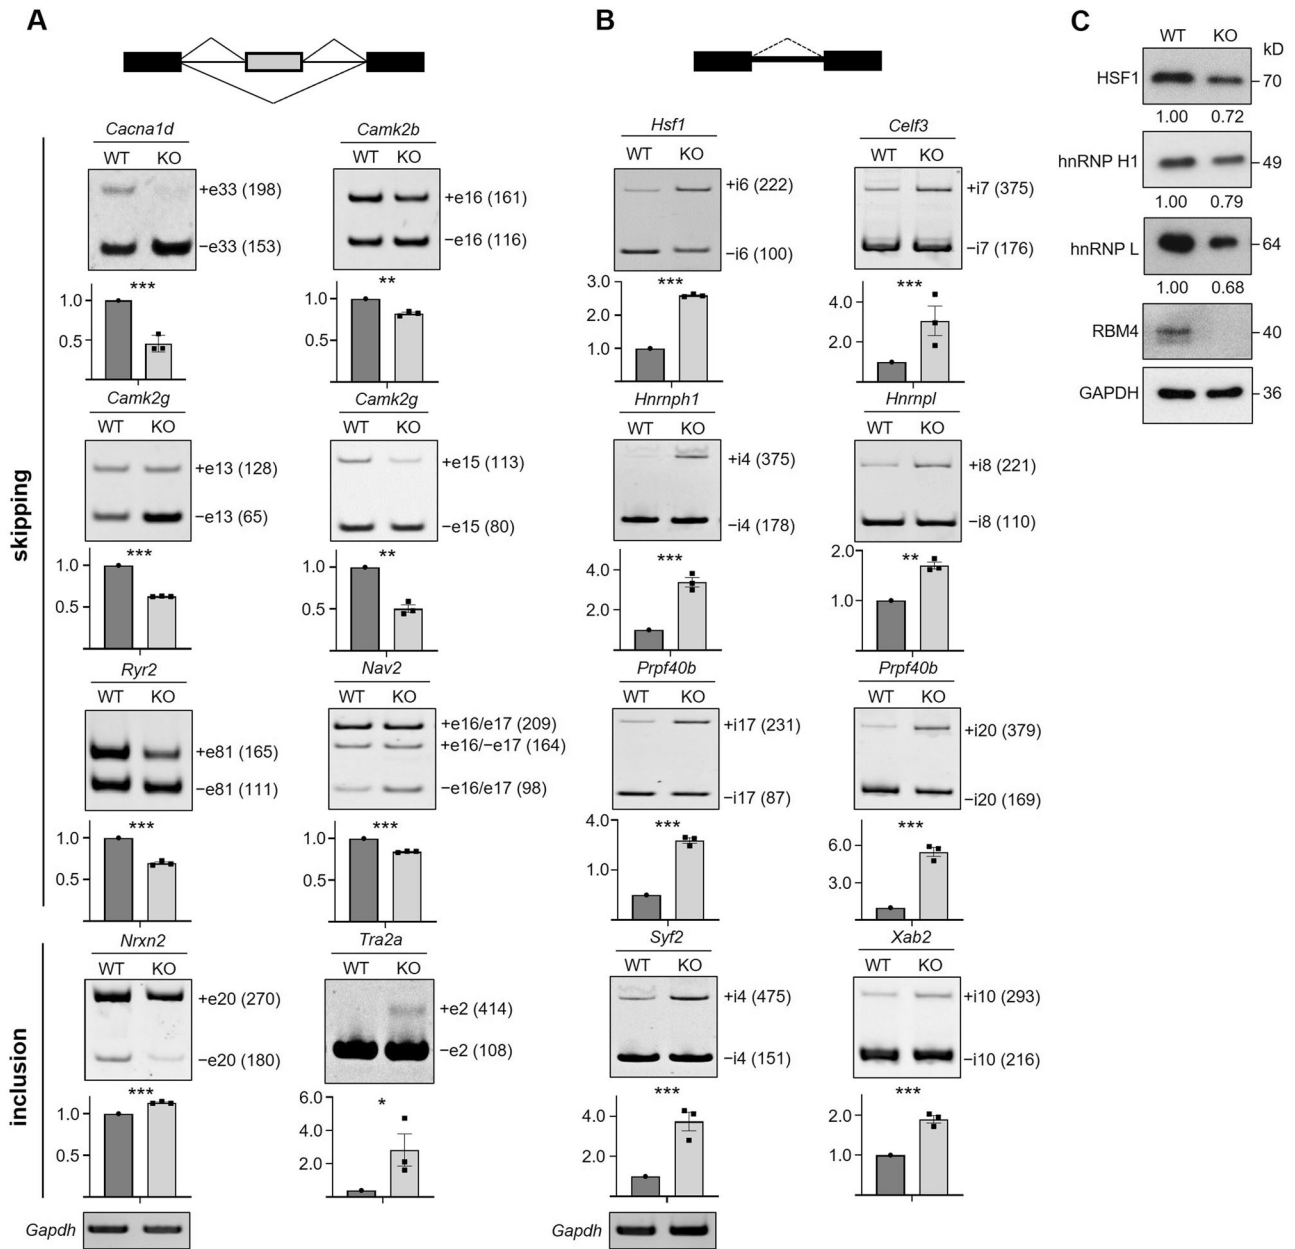 A
B
C
WT KO
kD
HSF1
70
1.00 0.72
hnRNP H1
49
1.00 0.79
hnRNP L
64
1.00 0.68
RBM4
40
GAPDH
36
skipping
Cacna1d
WT KO
+e33 (198)
−e33 (153)
***
1.0
0.5
Camk2b
WT KO
+e16 (161)
−e16 (116)
**
1.0
0.5
Camk2g
WT KO
+e13 (128)
−e13 (65)
***
1.0
0.5
Camk2g
WT KO
+e15 (113)
−e15 (80)
**
1.0
0.5
Ryr2
WT KO
+e81 (165)
−e81 (111)
***
1.0
0.5
Nav2
WT KO
+e16/e17 (209)
+e16/−e17 (164)
−e16/e17 (98)
***
1.0
0.5
inclusion
Nrxn2
WT KO
+e20 (270)
−e20 (180)
***
1.0
0.5
Tra2a
WT KO
+e2 (414)
−e2 (108)
*
6.0
4.0
2.0
Gapdh
Hsf1
WT KO
+i6 (222)
−i6 (100)
***
3.0
2.0
1.0
Celf3
WT KO
+i7 (375)
−i7 (176)
***
4.0
2.0
Hnrnph1
WT KO
+i4 (375)
−i4 (178)
***
4.0
2.0
Hnrnpl
WT KO
+i8 (221)
−i8 (110)
**
2.0
1.0
Prpf40b
WT KO
+i17 (231)
−i17 (87)
***
4.0
1.0
Prpf40b
WT KO
+i20 (379)
−i20 (169)
***
6.0
3.0
Syf2
WT KO
+i4 (475)
−i4 (151)
***
4.0
2.0
Xab2
WT KO
+i10 (293)
−i10 (216)
***
2.0
1.0
Gapdh